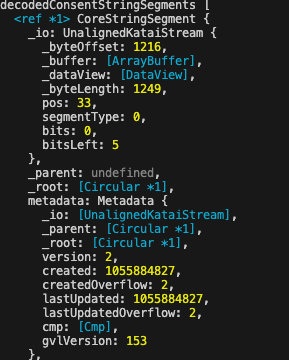 decodedConsentStringSegments [
<ref *1> CoreStringSegment {
_io: UnalignedKataiStream {
_byteOffset: 1216,
_buffer: [ArrayBuffer],
_dataView: [DataView],
_byteLength: 1249,
pos: 33,
segmentType: 0,
bits: 0,
bitsLeft: 5
},
_parent: undefined,
_root: [Circular *1],
metadata: Metadata {
_io: [UnalignedKataiStream],
_parent: [Circular *1],
_root: [Circular *1],
version: 2,
created: 1055884827,
createdOverflow: 2,
lastUpdated: 1055884827,
lastUpdatedOverflow: 2,
cmp: [Cmp],
gvlVersion: 153
},